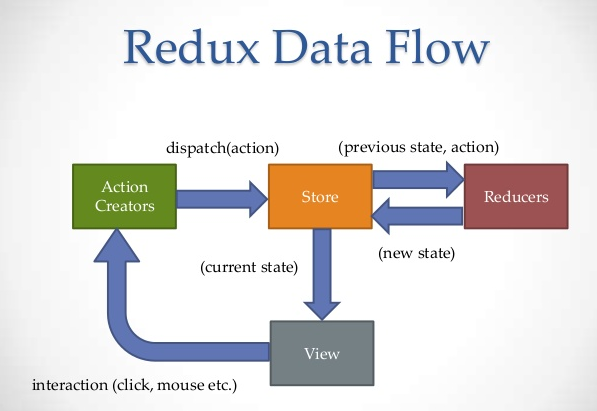 Redux Data Flow
dispatch(action)
(previous state, action)
Action
Creators
Store
Reducers
(current state)
(new state)
View
interaction (click, mouse etc.)